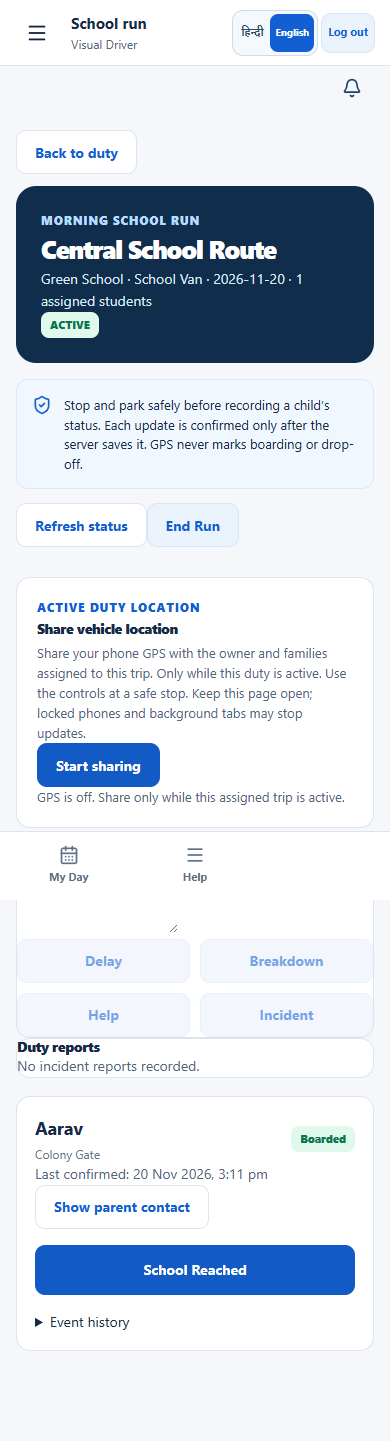 School run
Visual Driver
हिन्दी
English
Log out
Back to duty
MORNING SCHOOL RUN
Central School Route
Green School · School Van · 2026-11-20 · 1
assigned students
ACTIVE
Stop and park safely before recording a child's
status. Each update is confirmed only after the
server saves it. GPS never marks boarding or drop-
off.
Refresh status
End Run
ACTIVE DUTY LOCATION
Share vehicle location
Share your phone GPS with the owner and families
assigned to this trip. Only while this duty is active. Use
the controls at a safe stop. Keep this page open;
locked phones and background tabs may stop
updates.
Start sharing
GPS is off. Share only while this assigned trip is active.
My Day
Help
Delay
Breakdown
Help
Incident
Duty reports
No incident reports recorded.
Aarav
Boarded
Colony Gate
Last confirmed: 20 Nov 2026, 3:11 pm
Show parent contact
School Reached
Event history